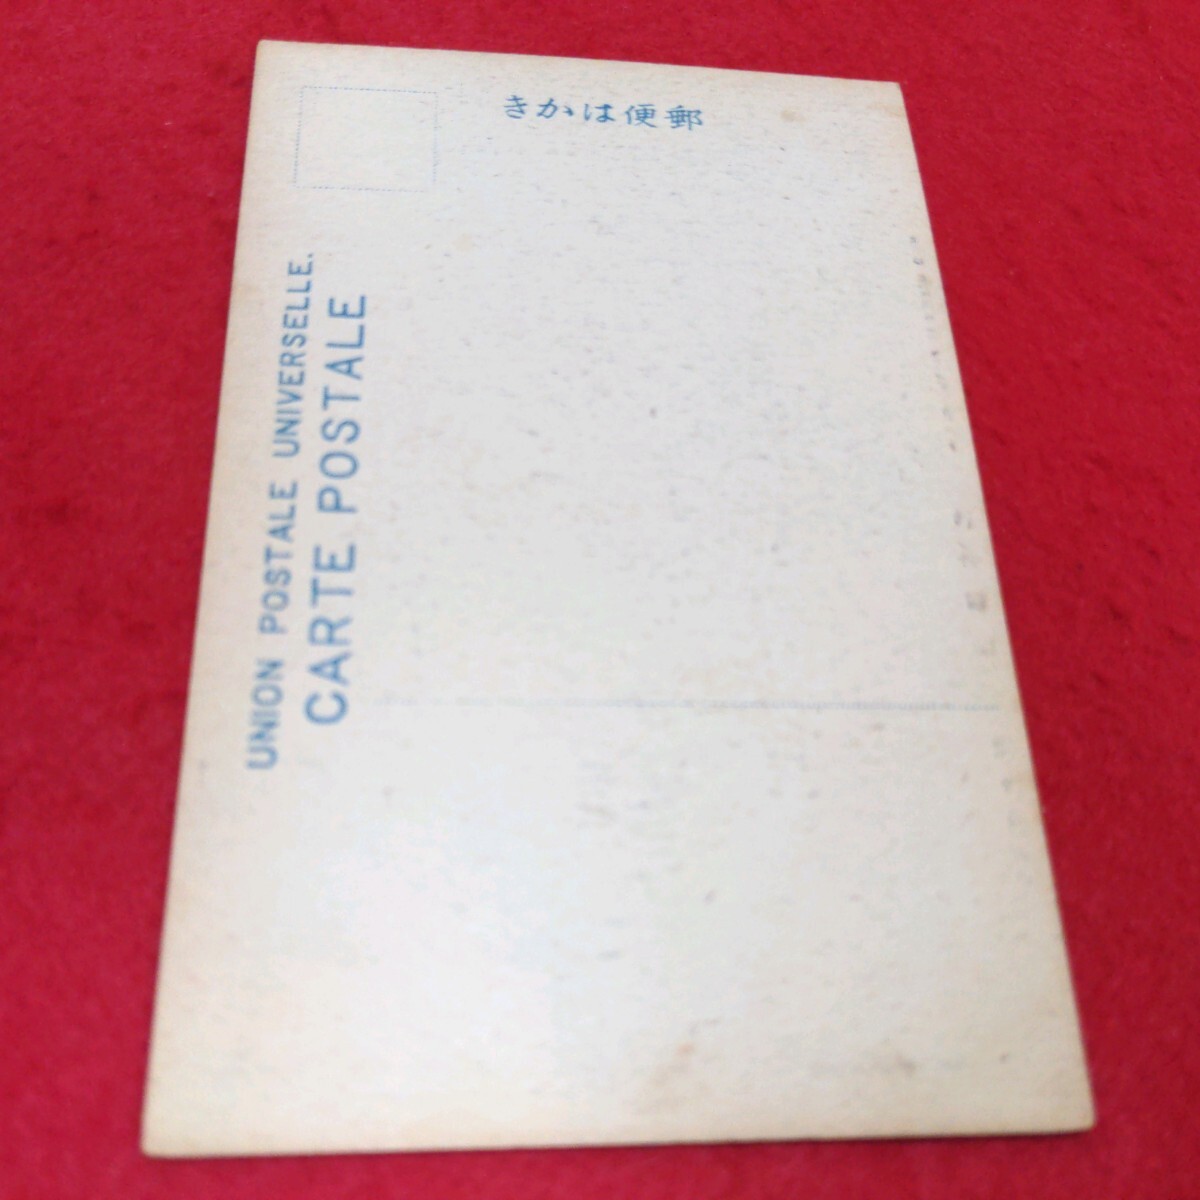 きかは便郵
UNION POSTALE UNIVERSELLE.
CARTE POSTALE